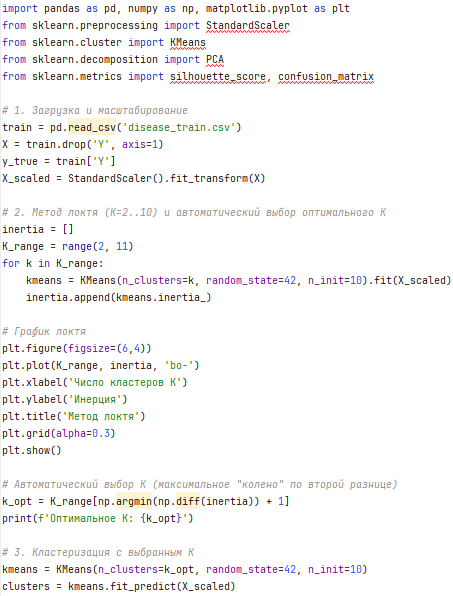 import pandas as pd, numpy as np, matplotlib.pyplot as plt
from sklearn.preprocessing import StandardScaler
from sklearn.cluster import KMeans
from sklearn.decomposition import PCA
from sklearn.metrics import silhouette_score, confusion_matrix

# 1. Загрузка и масштабирование
train = pd.read_csv('disease_train.csv')
X = train.drop('Y', axis=1)
y_true = train['Y']
X_scaled = StandardScaler().fit_transform(X)

# 2. Метод локтя (K=2..10) и автоматический выбор оптимального K
inertia = []
K_range = range(2, 11)
for k in K_range:
    kmeans = KMeans(n_clusters=k, random_state=42, n_init=10).fit(X_scaled)
    inertia.append(kmeans.inertia_)

# График локтя
plt.figure(figsize=(6,4))
plt.plot(K_range, inertia, 'bo-')
plt.xlabel('Число кластеров K')
plt.ylabel('Инерция')
plt.title('Метод локтя')
plt.grid(alpha=0.3)
plt.show()

# Автоматический выбор K (максимальное "колено" по второй разнице)
k_opt = K_range[np.argmin(np.diff(inertia)) + 1]
print(f'Оптимальное K: {k_opt}')

# 3. Кластеризация с выбранным K
kmeans = KMeans(n_clusters=k_opt, random_state=42, n_init=10)
clusters = kmeans.fit_predict(X_scaled)